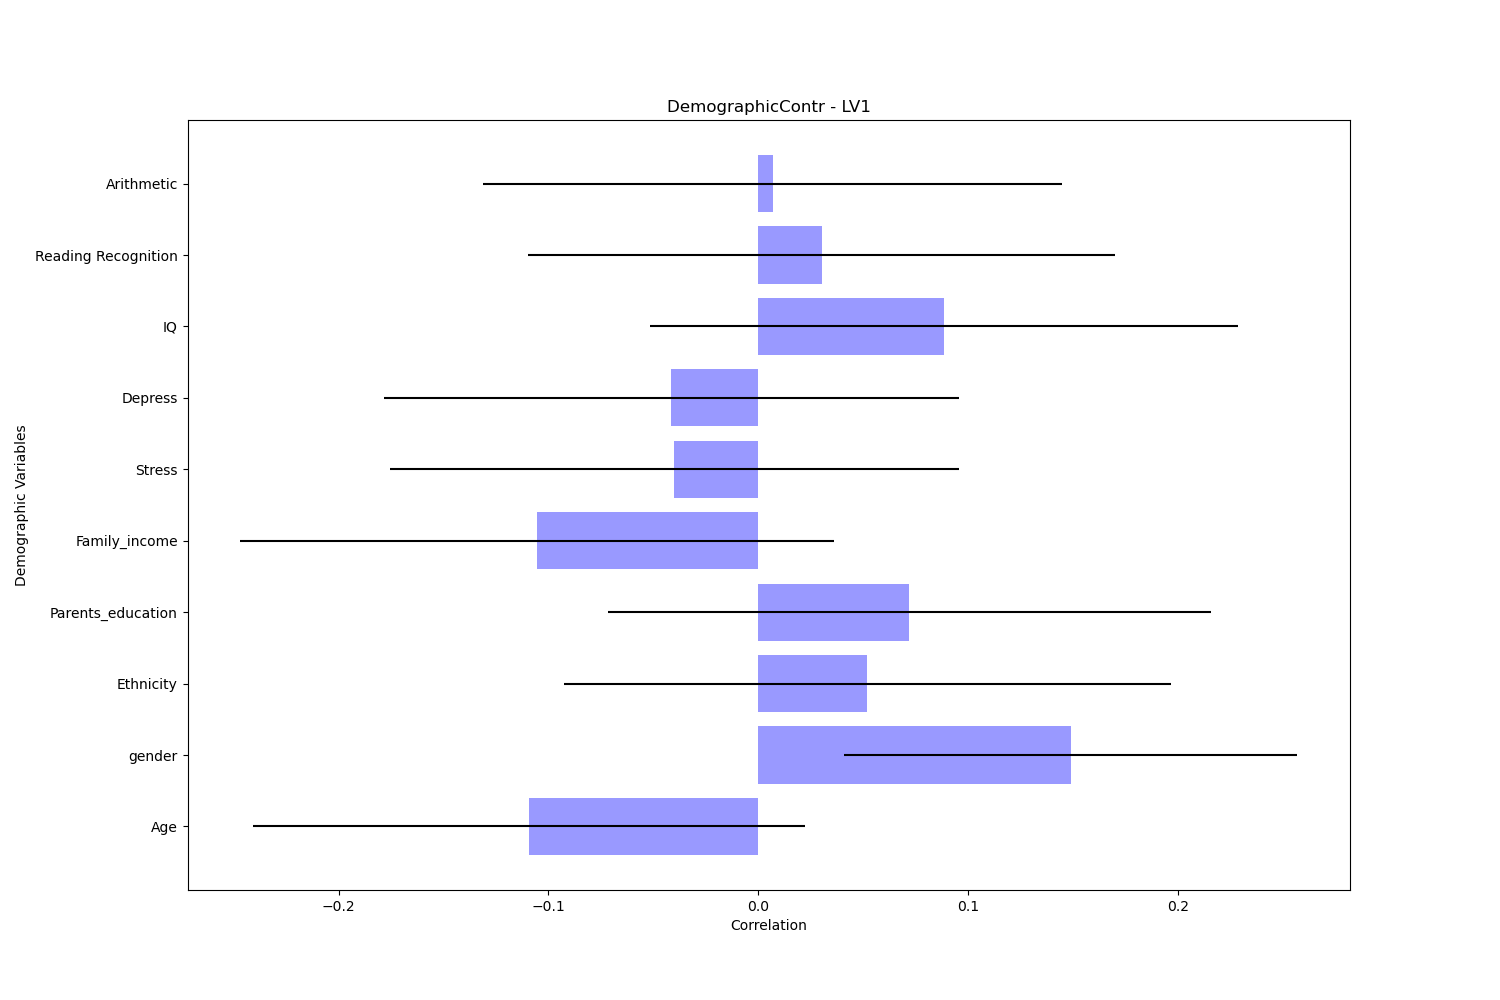 DemographicContr - LV1
Arithmetic
Reading Recognition
IQ
Depress
Stress
Family_income
Parents_education
Ethnicity
gender
Age
Demographic Variables
−0.2
−0.1
0.0
0.1
0.2
Correlation